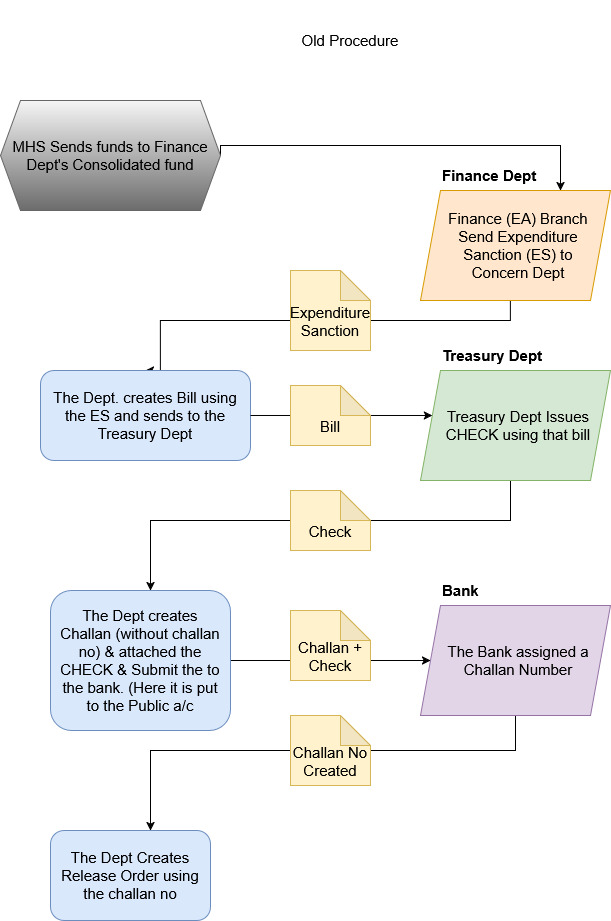 Old Procedure
MHS Sends funds to Finance
Dept's Consolidated fund
Finance Dept
Finance (EA) Branch
Send Expenditure
Sanction (ES) to
Concern Dept
Expenditure
Sanction
Treasury Dept
The Dept. creates Bill using
the ES and sends to the
Treasury Dept
Bill
Treasury Dept Issues
CHECK using that bill
Check
Bank
The Dept creates
Challan (without challan
no) & attached the
CHECK & Submit the to
the bank. (Here it is put
to the Public a/c
Challan +
Check
The Bank assigned a
Challan Number
Challan No
Created
The Dept Creates
Release Order using
the challan no